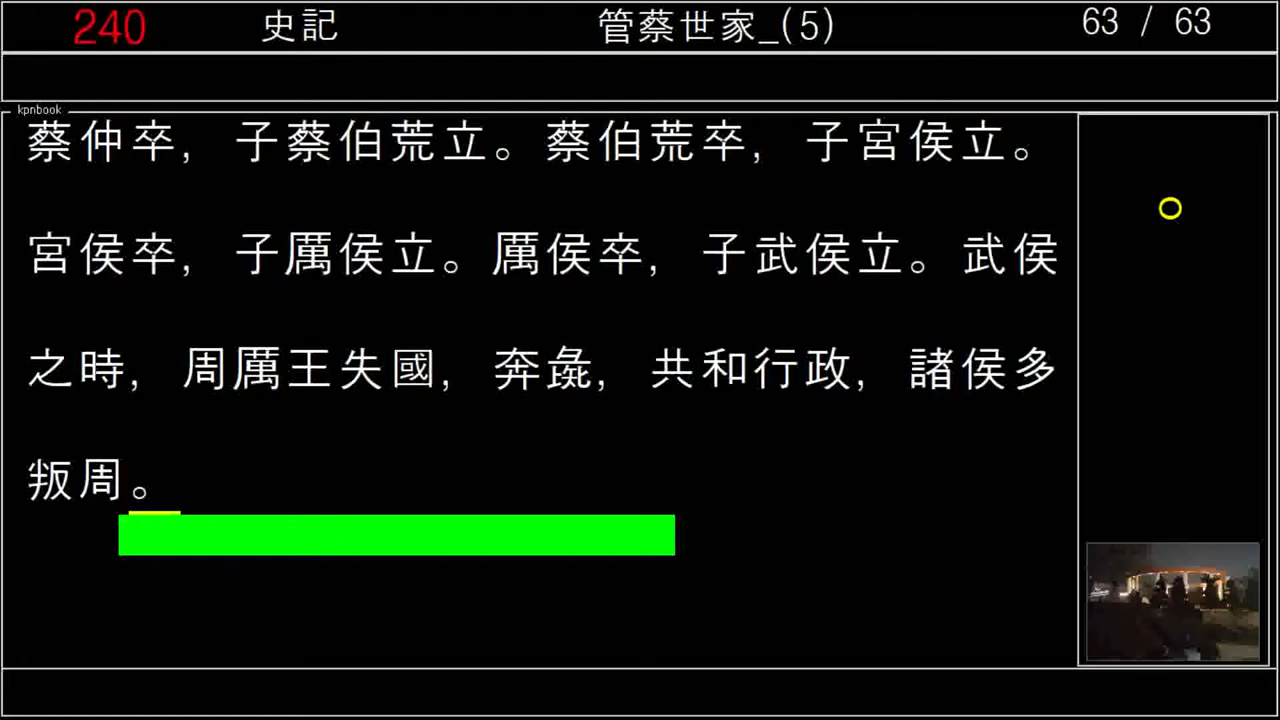 240 史記 管蔡世家_(5) 63 / 63
kpnbook
蔡仲卒, 子蔡伯荒立。蔡伯荒卒, 子宮侯立。
宮侯卒, 子厲侯立。厲侯卒, 子武侯立。武侯
之時, 周厲王失國, 奔彘, 共和行政, 諸侯多
叛周。